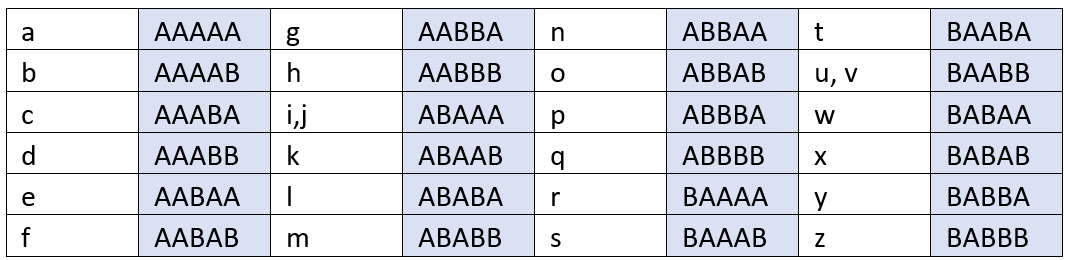 a AAAAA g AABBA n ABBAA t BAABA
b AAAAB h AABBB o ABBAB u, v BAABB
c AAABA i,j ABAAA p ABBBA w BABAA
d AAABB k ABAAB q ABBBB x BABAB
e AABAA l ABABA r BAAAA y BABBA
f AABAB m ABABB s BAAAB z BABBB